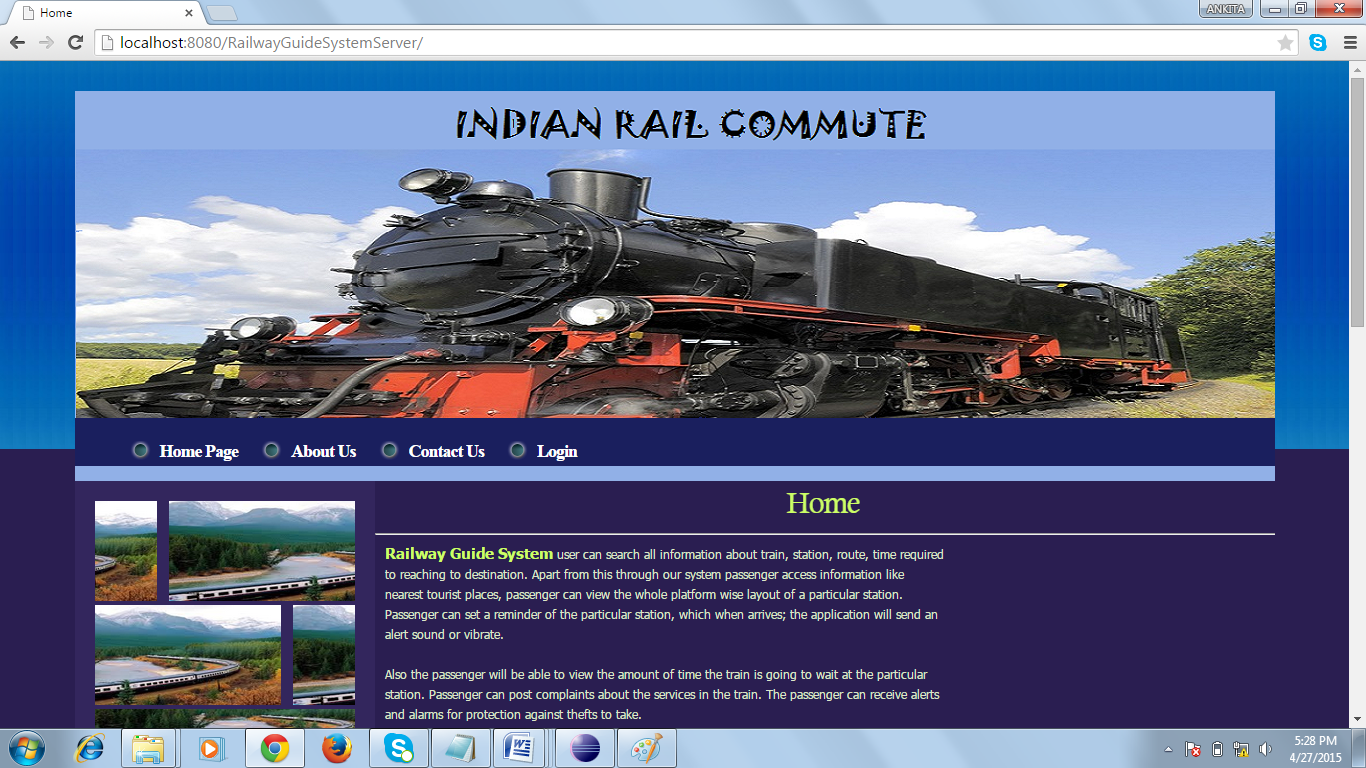 Home
ANKITA
localhost:8080/RailwayGuideSystemServer/
INDIAN RAIL COMMUTE
Home Page About Us Contact Us Login
Home
Railway Guide System user can search all information about train, station, route, time required
to reaching to destination. Apart from this through our system passenger access information like
nearest tourist places, passenger can view the whole platform wise layout of a particular station.
Passenger can set a reminder of the particular station, which when arrives; the application will send an
alert sound or vibrate.
Also the passenger will be able to view the amount of time the train is going to wait at the particular
station. Passenger can post complaints about the services in the train. The passenger can receive alerts
and alarms for protection against thefts to take.
5:28 PM
4/27/2015